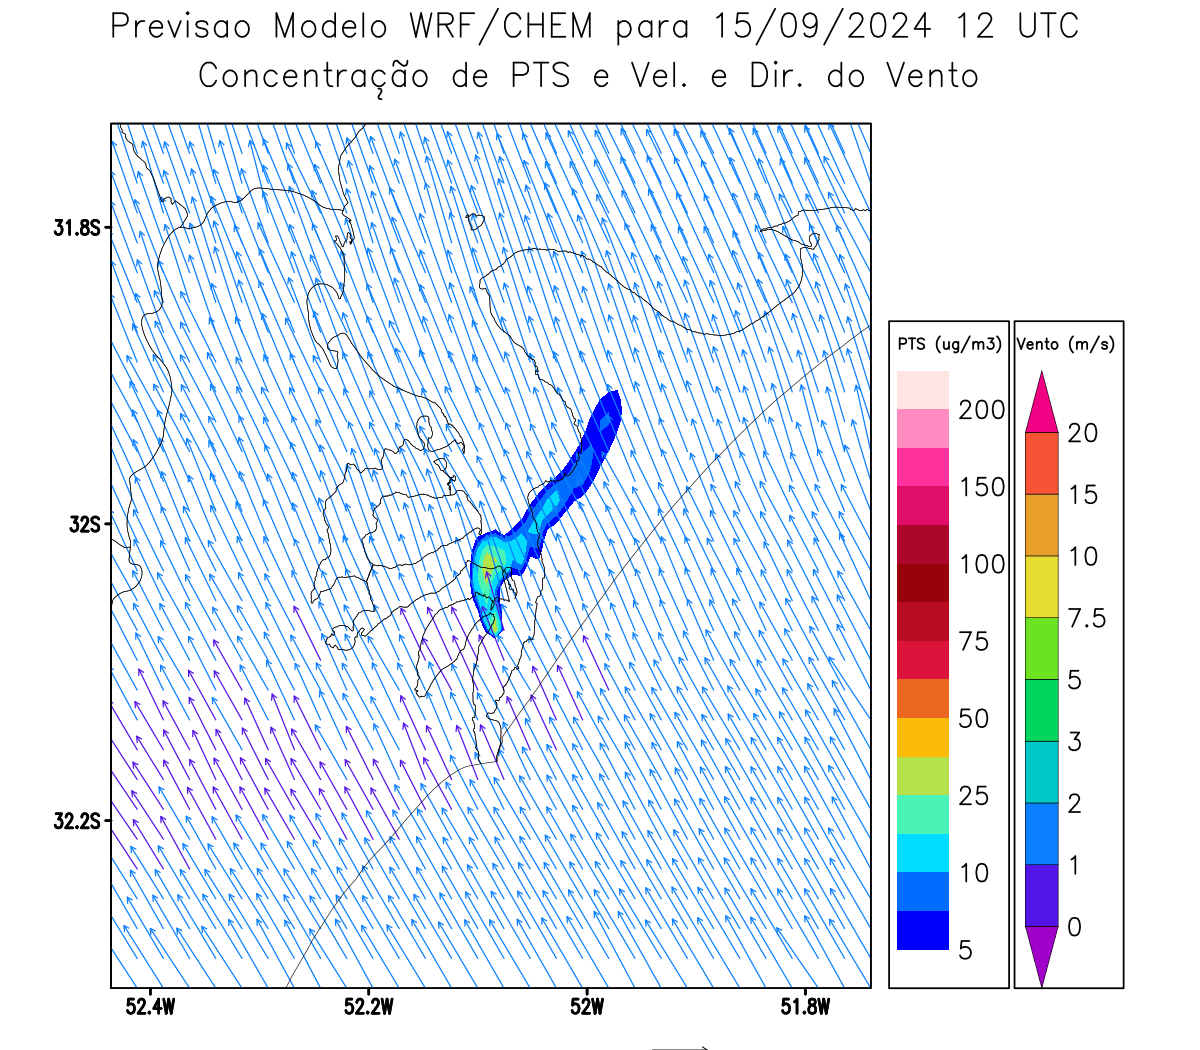 Previsao Modelo WRF/CHEM para 15/09/2024 12 UTC
Concentração de PTS e Vel. e Dir. do Vento
31.8S
32S
32.2S
52.4W 52.2W 52W 51.8W
PTS (ug/m3)
200
150
100
75
50
25
10
5
Vento (m/s)
20
15
10
7.5
5
3
2
1
0